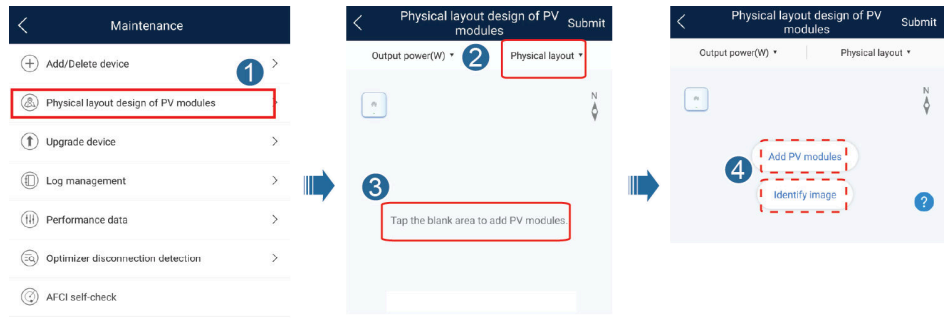 Maintenance
Add/Delete device
1
Physical layout design of PV modules
Upgrade device
Log management
Performance data
Optimizer disconnection detection
AFCI self-check
Physical layout design of PV
modules
Submit
Output power(W)
2
Physical layout
N
3
Tap the blank area to add PV modules.
Physical layout design of PV
modules
Submit
Output power(W)
Physical layout
N
Add PV modules
4
Identify image
?